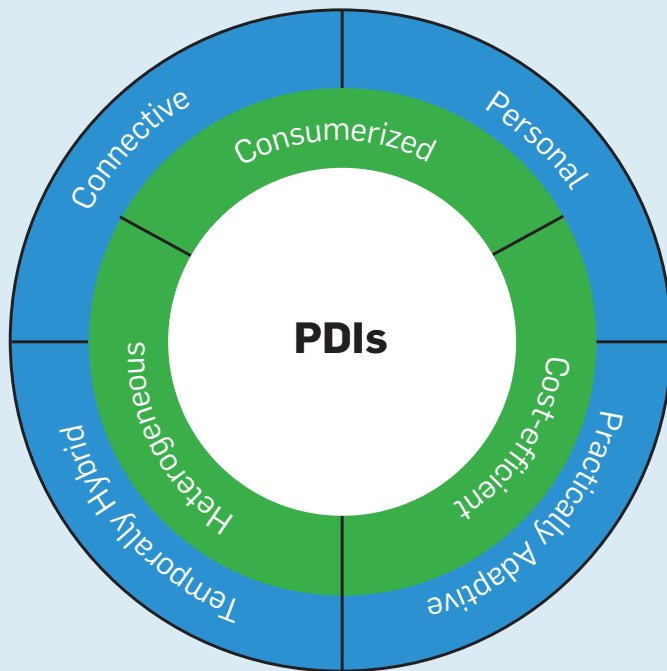 Connective
Personal
Consumerized
PDIs
Heterogeneous
Cost-efficient
Temporally Hybrid
Practically Adaptive